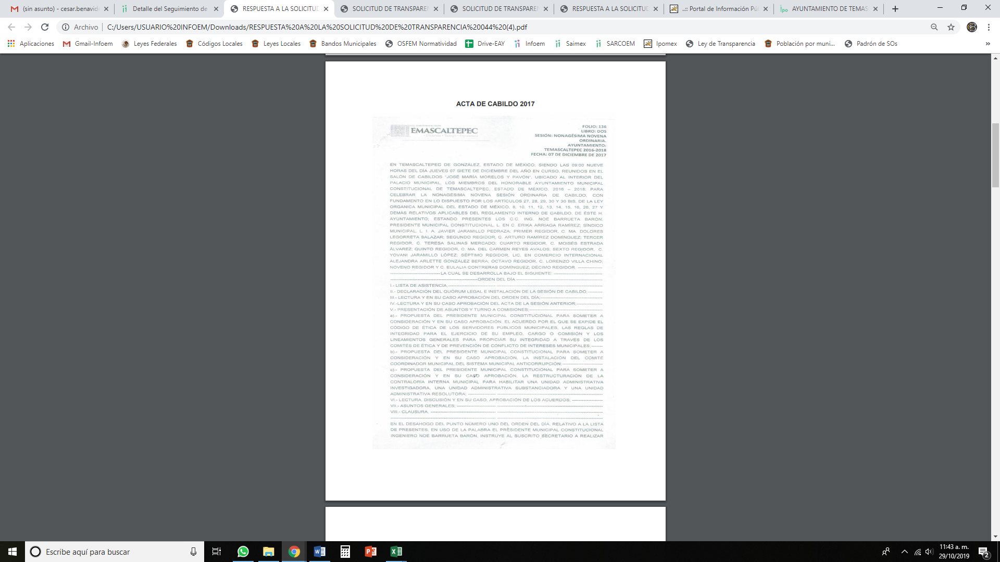 (sin asunto) - cesar.benavid
Detalle del Seguimiento de
RESPUESTA A LA SOLICITUD
SOLICITUD DE TRANSPAREN
SOLICITUD DE TRANSPAREN
RESPUESTA A LA SOLICITUD
..:: Portal de Información Púl
AYUNTAMIENTO DE TEMAS
Archivo
C:/Users/USUARIO%20INFOEM/Downloads/RESPUESTA%20A%20LA%20SOLICITUD%20DE%20TRANSPARENCIA%20044%20(4).pdf
Aplicaciones
Gmail-Infoem
Leyes Federales
Códigos Locales
Leyes Locales
Bandos Municipales
OSFEM Normatividad
Drive-EAY
Infoem
Saimex
SARCOEM
Ipomex
Ley de Transparencia
Población por muni...
Padrón de SOs
»
ACTA DE CABILDO 2017
EMASCALTEPEC
FOLIO: 136
LIBRO: DOS
SESIÓN: NONAGÉSIMA NOVENA
ORDINARIA.
AYUNTAMIENTO:
TEMASCALTEPEC 2016-2018
FECHA: 07 DE DICIEMBRE DE 2017
EN TEMASCALTEPEC DE GONZÁLEZ, ESTADO DE MÉXICO; SIENDO LAS 09:00 NUEVE
HORAS DEL DÍA JUEVES 07 SIETE DE DICIEMBRE DEL AÑO EN CURSO, REUNIDOS EN EL
SALÓN DE CABILDOS "JOSÉ MARÍA MORELOS Y PAVÓN", UBICADO AL INTERIOR DEL
PALACIO MUNICIPAL, LOS MIEMBROS DEL HONORABLE AYUNTAMIENTO MUNICIPAL
CONSTITUCIONAL DE TEMASCALTEPEC, ESTADO DE MÉXICO, 2016 – 2018; PARA
CELEBRAR LA NONAGÉSIMA NOVENA SESIÓN ORDINARIA DE CABILDO, CON
FUNDAMENTO EN LO DISPUESTO POR LOS ARTÍCULOS 27, 28, 29, 30 Y 30 BIS, DE LA LEY
ORGÁNICA MUNICIPAL DEL ESTADO DE MÉXICO, 8, 10, 11, 12, 13, 14, 15, 16, 26, 27 Y
DEMÁS RELATIVOS APLICABLES DEL REGLAMENTO INTERNO DE CABILDO, DE ÉSTE H.
AYUNTAMIENTO; ESTANDO PRESENTES LOS C.C. ING. NOÉ BARRUETA BARÓN;
PRESIDENTE MUNICIPAL CONSTITUCIONAL, L. EN C. ERIKA ARRIAGA RAMÍREZ; SÍNDICO
MUNICIPAL, L. I. A. JAVIER JARAMILLO PEDRAZA; PRIMER REGIDOR, C. MA. DOLORES
LEGORRETA SALAZAR; SEGUNDO REGIDOR, C. ARTURO RAMÍREZ DOMÍNGUEZ; TERCER
REGIDOR, C. TERESA SALINAS MERCADO; CUARTO REGIDOR, C. MOISÉS ESTRADA
ÁLVAREZ; QUINTO REGIDOR, C. MA. DEL CARMEN REYES AVALOS; SEXTO REGIDOR, C.
YOVANI JARAMILLO LÓPEZ; SÉPTIMO REGIDOR, LIC. EN COMERCIO INTERNACIONAL
ALEJANDRA ARLETTE GONZÁLEZ BERRA; OCTAVO REGIDOR, C. LORENZO VILLA CHINO;
NOVENO REGIDOR Y C. EULALIA CONTRERAS DOMÍNGUEZ; DÉCIMO REGIDOR. ---------------
------------------------------LA CUAL SE DESARROLLA BAJO EL SIGUIENTE: ------------------------------
------------------------------------------------------ORDEN DEL DÍA ------------------------------------------------------
I.- LISTA DE ASISTENCIA;------------------------------------------------------------
II.- DECLARACIÓN DEL QUÓRUM LEGAL E INSTALACIÓN DE LA SESIÓN DE CABILDO;---------
III.- LECTURA Y EN SU CASO APROBACIÓN DEL ORDEN DEL DÍA;------------------------------
IV.-LECTURA Y EN SU CASO APROBACIÓN DEL ACTA DE LA SESIÓN ANTERIOR;----------------
V.- PRESENTACIÓN DE ASUNTOS Y TURNO A COMISIONES;------------------------------
a).- PROPUESTA DEL PRESIDENTE MUNICIPAL CONSTITUCIONAL PARA SOMETER A
CONSIDERACIÓN Y EN SU CASO APROBACIÓN, EL ACUERDO POR EL QUE SE EXPIDE EL
CÓDIGO DE ÉTICA DE LOS SERVIDORES PÚBLICOS MUNICIPALES, LAS REGLAS DE
INTEGRIDAD PARA EL EJERCICIO DE SU EMPLEO, CARGO O COMISIÓN Y LOS
LINEAMIENTOS GENERALES PARA PROPICIAR SU INTEGRIDAD A TRAVÉS DE LOS
COMITÉS DE ÉTICA Y DE PREVENCIÓN DE CONFLICTO DE INTERESES MUNICIPALES;-------
b).- PROPUESTA DEL PRESIDENTE MUNICIPAL CONSTITUCIONAL PARA SOMETER A
CONSIDERACIÓN Y EN SU CASO APROBACIÓN, LA INSTALACIÓN DEL COMITÉ
COORDINADOR MUNICIPAL DEL SISTEMA MUNICIPAL ANTICORRUPCIÓN;-------------------------
c).- PROPUESTA DEL PRESIDENTE MUNICIPAL CONSTITUCIONAL PARA SOMETER A
CONSIDERACIÓN Y EN SU CASO APROBACIÓN, LA RESTRUCTURACIÓN DE LA
CONTRALORÍA INTERNA MUNICIPAL PARA HABILITAR UNA UNIDAD ADMINISTRATIVA
INVESTIGADORA, UNA UNIDAD ADMINISTRATIVA SUBSTANCIADORA Y UNA UNIDAD
ADMINISTRATIVA RESOLUTORA; ------------------------------------------------------------
VI.- LECTURA, DISCUSIÓN Y EN SU CASO, APROBACIÓN DE LOS ACUERDOS; -------------------
VII.- ASUNTOS GENERALES; ------------------------------------------------------------
VIII.- CLAUSURA. ------------------------------------------------------------
EN EL DESAHOGO DEL PUNTO NÚMERO UNO DEL ORDEN DEL DÍA, RELATIVO A LA LISTA
DE PRESENTES; EN USO DE LA PALABRA EL PRESIDENTE MUNICIPAL CONSTITUCIONAL
INGENIERO NOÉ BARRUETA BARÓN, INSTRUYE AL SUSCRITO SECRETARIO A REALIZAR
Escribe aquí para buscar
11:43 a. m.
29/10/2019
2